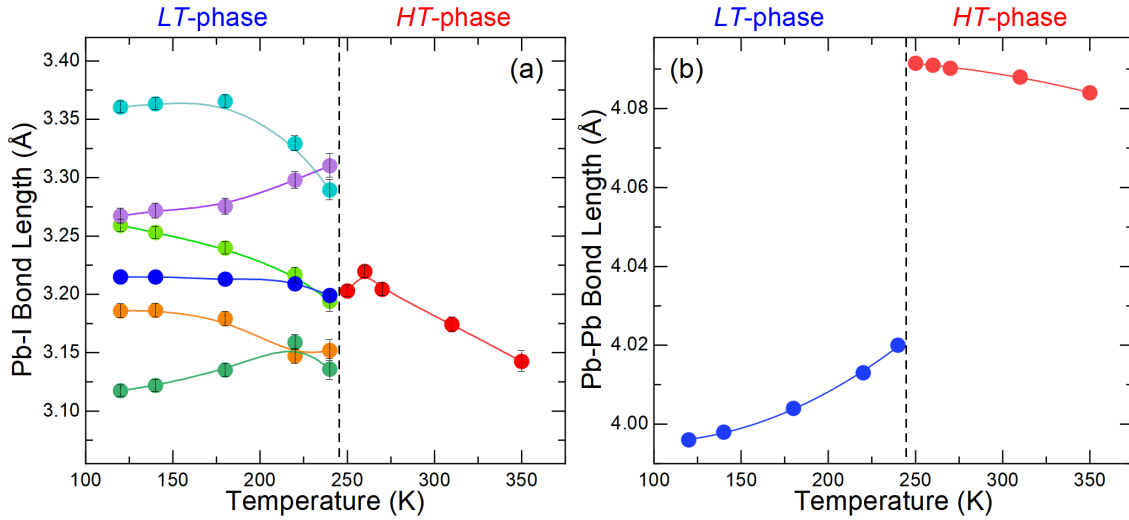 LT-phase HT-phase
(a)
Pb-I Bond Length (Å)
3.40
3.35
3.30
3.25
3.20
3.15
3.10
100 150 200 250 300 350
Temperature (K)
LT-phase HT-phase
(b)
Pb-Pb Bond Length (Å)
4.08
4.06
4.04
4.02
4.00
100 150 200 250 300 350
Temperature (K)